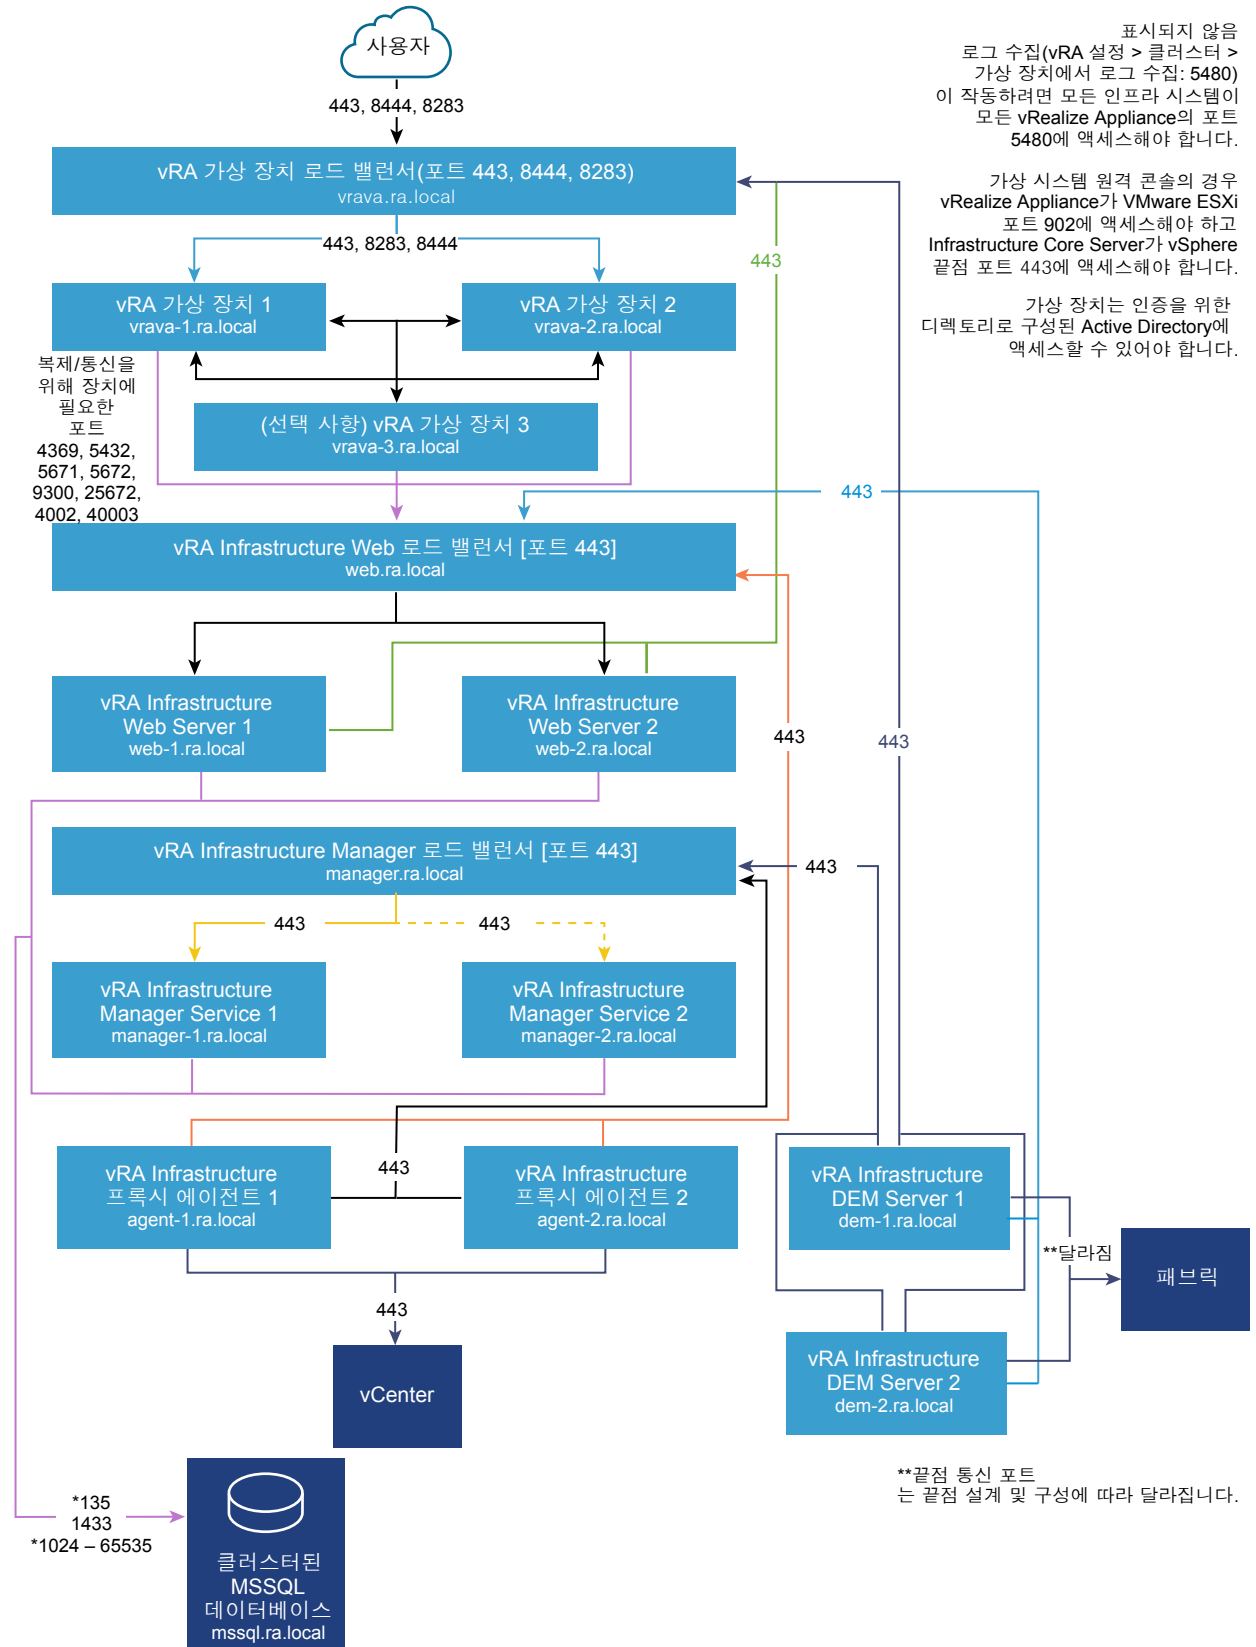 사용자
443, 8444, 8283
표시되지 않음
로그 수집(vRA 설정 > 클러스터 >
가상 장치에서 로그 수집: 5480)
이 작동하려면 모든 인프라 시스템이
모든 vRealize Appliance의 포트
5480에 액세스해야 합니다.
가상 시스템 원격 콘솔의 경우
vRealize Appliance가 VMware ESXi
포트 902에 액세스해야 하고
Infrastructure Core Server가 vSphere
끝점 포트 443에 액세스해야 합니다.
가상 장치는 인증을 위한
디렉토리로 구성된 Active Directory에
액세스할 수 있어야 합니다.
vRA 가상 장치 로드 밸런서(포트 443, 8444, 8283)
vrava.ra.local
443, 8283, 8444
443
vRA 가상 장치 1
vrava-1.ra.local
vRA 가상 장치 2
vrava-2.ra.local
복제/통신을
위해 장치에
필요한
포트
4369, 5432,
5671, 5672,
9300, 25672,
4002, 40003
(선택 사항) vRA 가상 장치 3
vrava-3.ra.local
443
vRA Infrastructure Web 로드 밸런서 [포트 443]
web.ra.local
vRA Infrastructure
Web Server 1
web-1.ra.local
vRA Infrastructure
Web Server 2
web-2.ra.local
443
443
vRA Infrastructure Manager 로드 밸런서 [포트 443]
manager.ra.local
443
443
443
vRA Infrastructure
Manager Service 1
manager-1.ra.local
vRA Infrastructure
Manager Service 2
manager-2.ra.local
vRA Infrastructure
프록시 에이전트 1
agent-1.ra.local
443
vRA Infrastructure
프록시 에이전트 2
agent-2.ra.local
vRA Infrastructure
DEM Server 1
dem-1.ra.local
**달라짐
패브릭
443
vCenter
vRA Infrastructure
DEM Server 2
dem-2.ra.local
**끝점 통신 포트
는 끝점 설계 및 구성에 따라 달라집니다.
*135
1433
*1024 – 65535
클러스터된
MSSQL
데이터베이스
mssql.ra.local